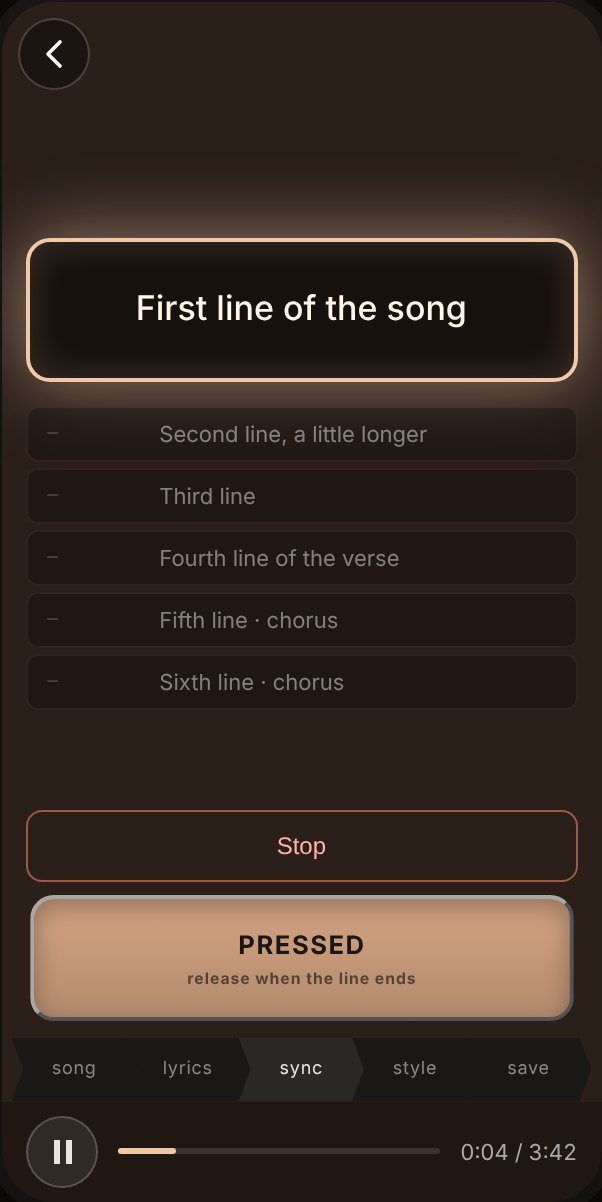 First line of the song
– Second line, a little longer
– Third line
– Fourth line of the verse
– Fifth line · chorus
– Sixth line · chorus
Stop
PRESSED
release when the line ends
song lyrics sync style save
0:04 / 3:42